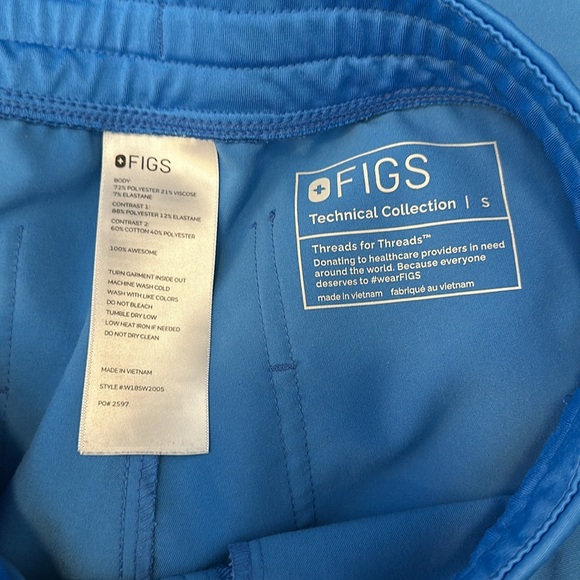 FIGS
BODY:
72% POLYESTER 21% VISCOSE
7% ELASTANE
CONTRAST 1:
88% POLYESTER 12% ELASTANE
CONTRAST 2:
60% COTTON 40% POLYESTER
100% AWESOME
TURN GARMENT INSIDE OUT
MACHINE WASH COLD
WASH WITH LIKE COLORS
DO NOT BLEACH
TUMBLE DRY LOW
LOW HEAT IRON IF NEEDED
DO NOT DRY CLEAN
MADE IN VIETNAM
STYLE #:W18SW2005
PO# 2597
FIGS
Technical Collection | S
Threads for Threads™
Donating to healthcare providers in need
around the world. Because everyone
deserves to #wearFIGS
made in vietnam fabriqué au vietnam